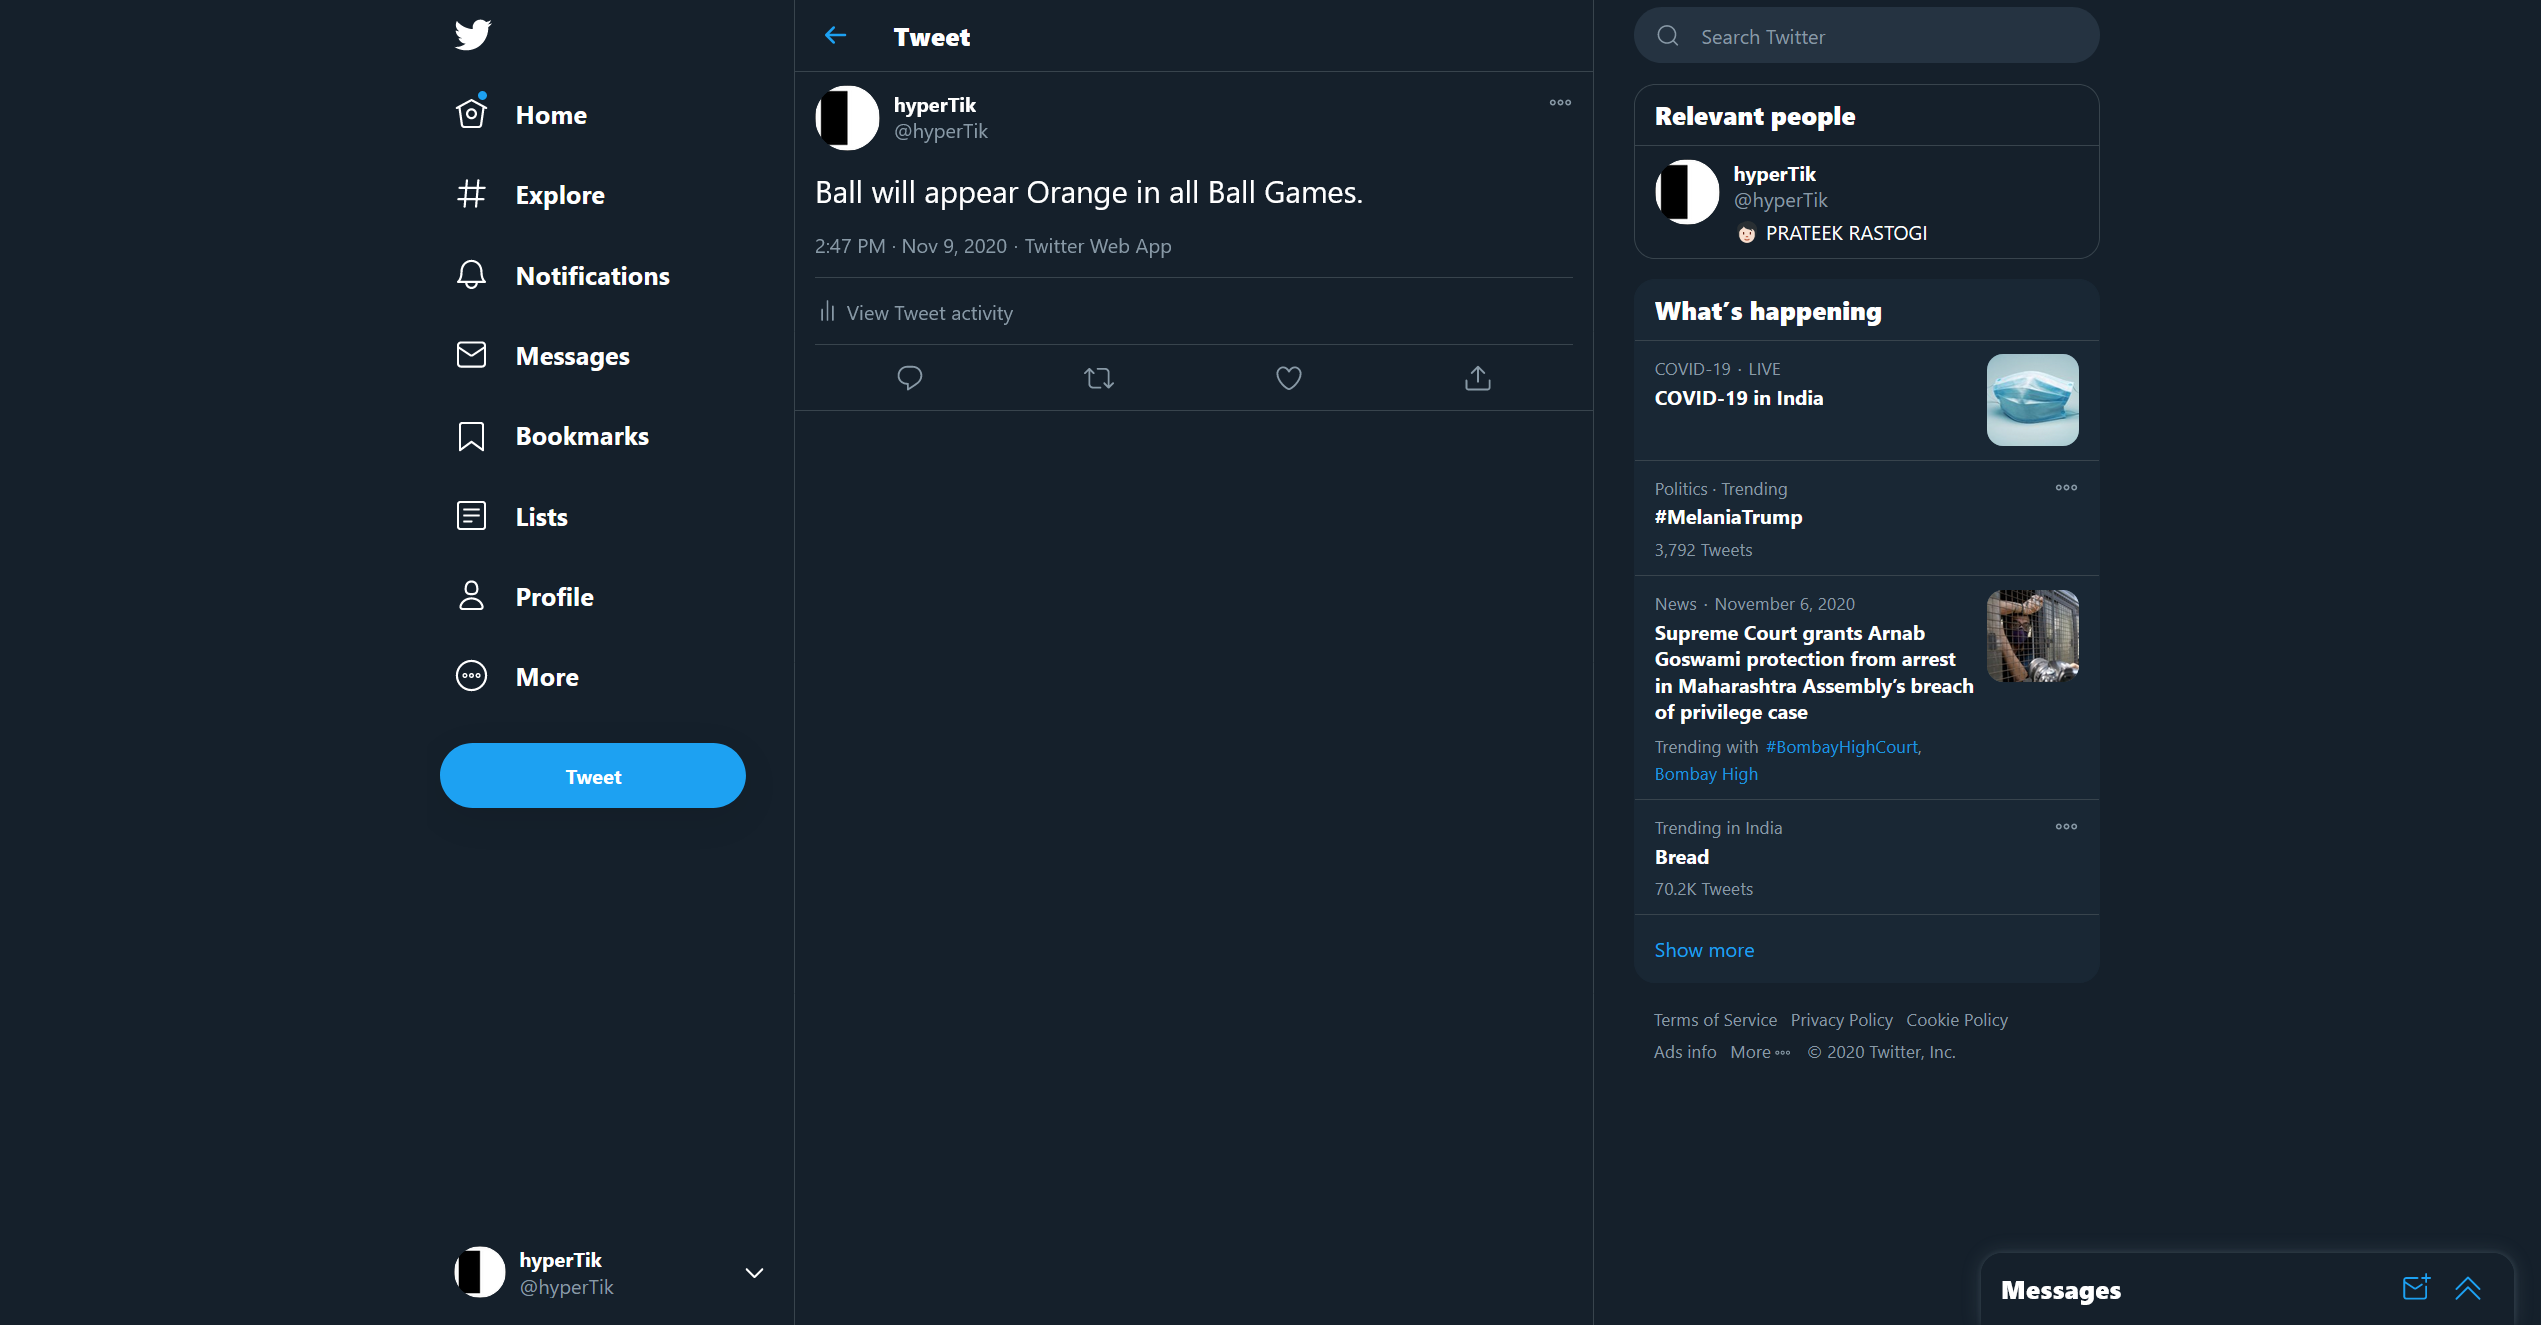 Home
Explore
Notifications
Messages
Bookmarks
Lists
Profile
More
Tweet
hyperTik
@hyperTik
Tweet
hyperTik
@hyperTik
Ball will appear Orange in all Ball Games.
2:47 PM · Nov 9, 2020 · Twitter Web App
View Tweet activity
Search Twitter
Relevant people
hyperTik
@hyperTik
PRATEEK RASTOGI
What's happening
COVID-19 · LIVE
COVID-19 in India
Politics · Trending
#MelaniaTrump
3,792 Tweets
News · November 6, 2020
Supreme Court grants Arnab
Goswami protection from arrest
in Maharashtra Assembly's breach
of privilege case
Trending with #BombayHighCourt,
Bombay High
Trending in India
Bread
70.2K Tweets
Show more
Terms of Service Privacy Policy Cookie Policy
Ads info More © 2020 Twitter, Inc.
Messages